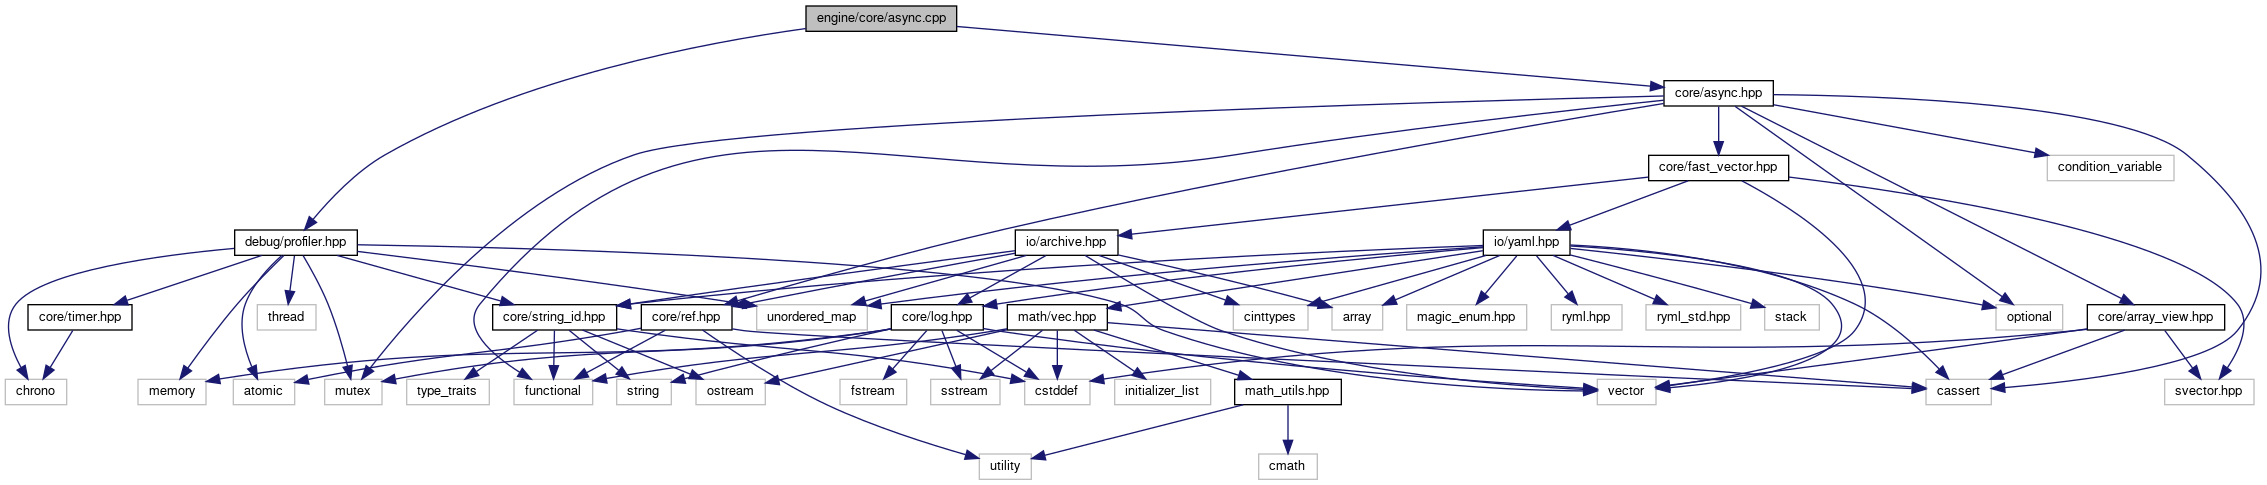 engine/core/async.cpp
core/async.hpp
core/fast_vector.hpp
condition_variable
debug/profiler.hpp
io/archive.hpp
io/yaml.hpp
core/timer.hpp
thread
core/string_id.hpp
core/ref.hpp
unordered_map
core/log.hpp
math/vec.hpp
cinttypes
array
magic_enum.hpp
ryml.hpp
ryml_std.hpp
stack
optional
core/array_view.hpp
chrono
memory
atomic
mutex
type_traits
functional
string
ostream
fstream
sstream
cstddef
initializer_list
math_utils.hpp
vector
cassert
svector.hpp
utility
cmath